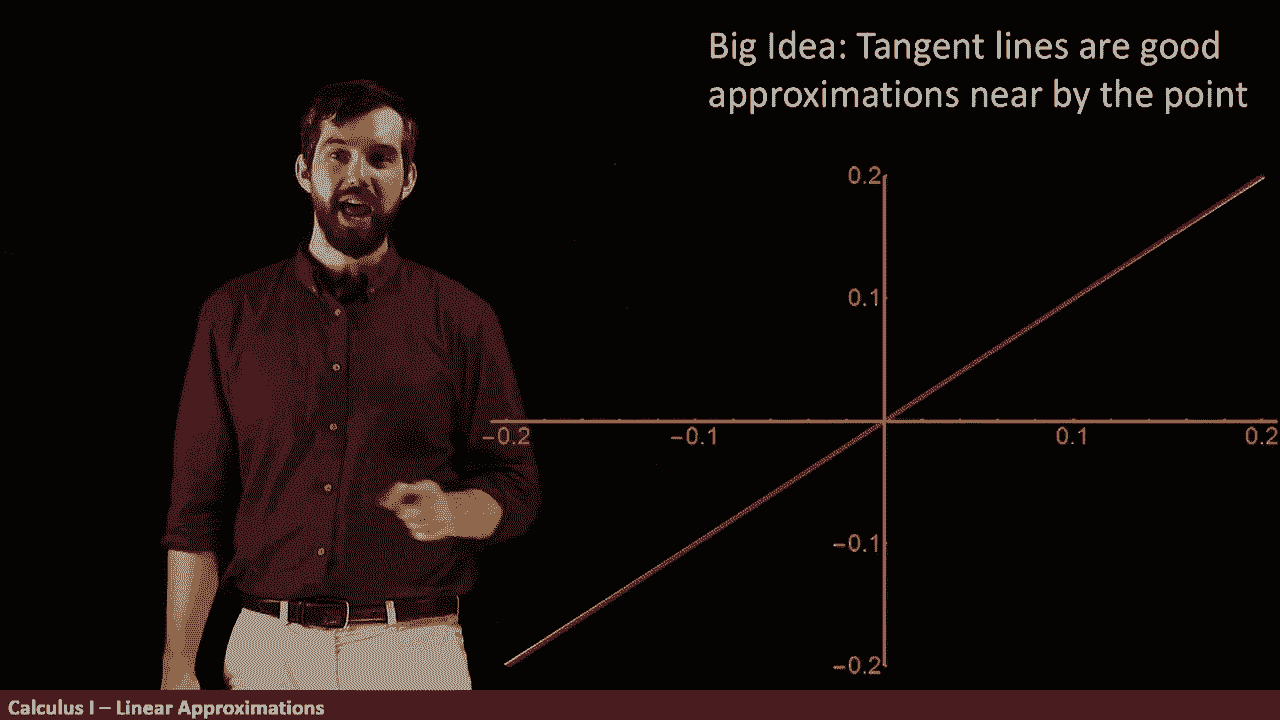 Big Idea: Tangent lines are good
approximations near by the point
0.2
0.1
−0.2
−0.1
0.1
0.2
−0.1
−0.2
Calculus I – Linear Approximations